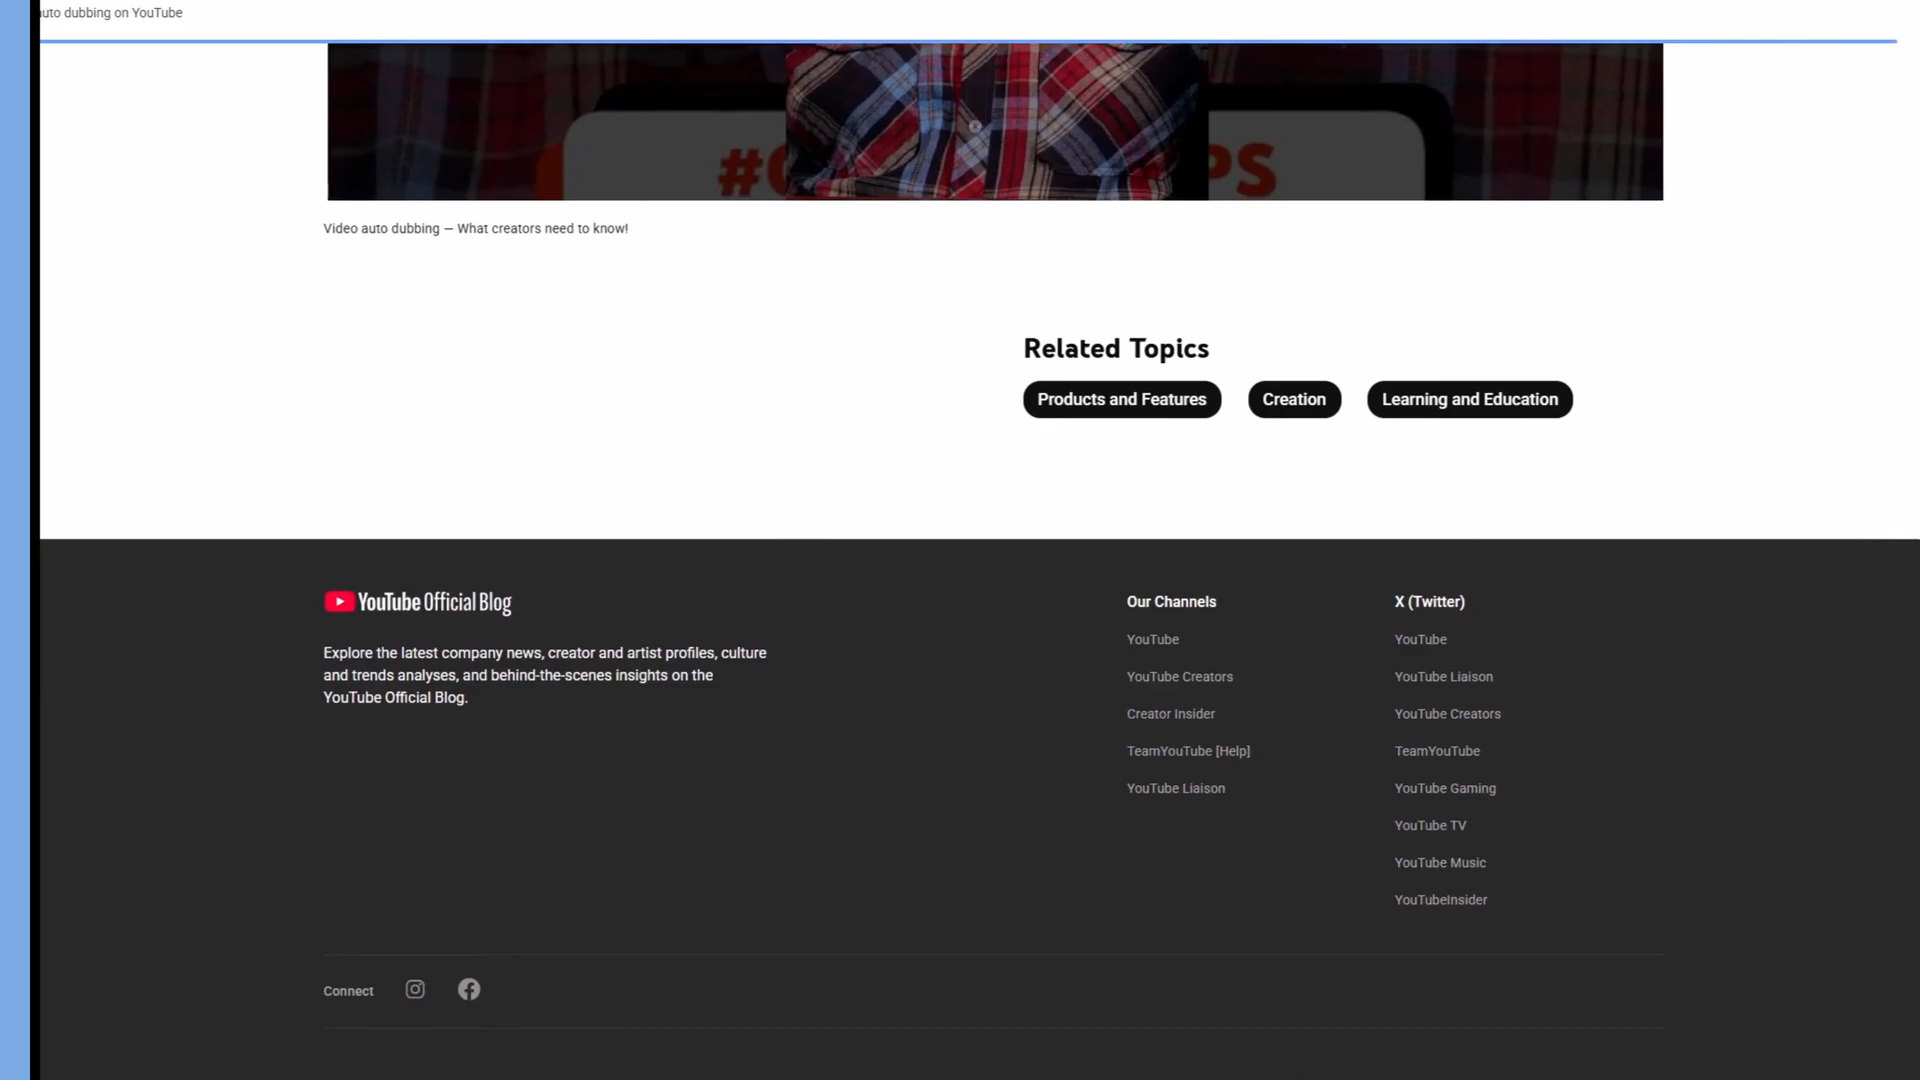 auto dubbing on YouTube
PS
Video auto dubbing – What creators need to know!
Related Topics
Products and Features
Creation
Learning and Education
YouTube Official Blog
Explore the latest company news, creator and artist profiles, culture
and trends analyses, and behind-the-scenes insights on the
YouTube Official Blog.
Our Channels
YouTube
YouTube Creators
Creator Insider
TeamYouTube [Help]
YouTube Liaison
X (Twitter)
YouTube
YouTube Liaison
YouTube Creators
TeamYouTube
YouTube Gaming
YouTube TV
YouTube Music
YouTubeInsider
Connect